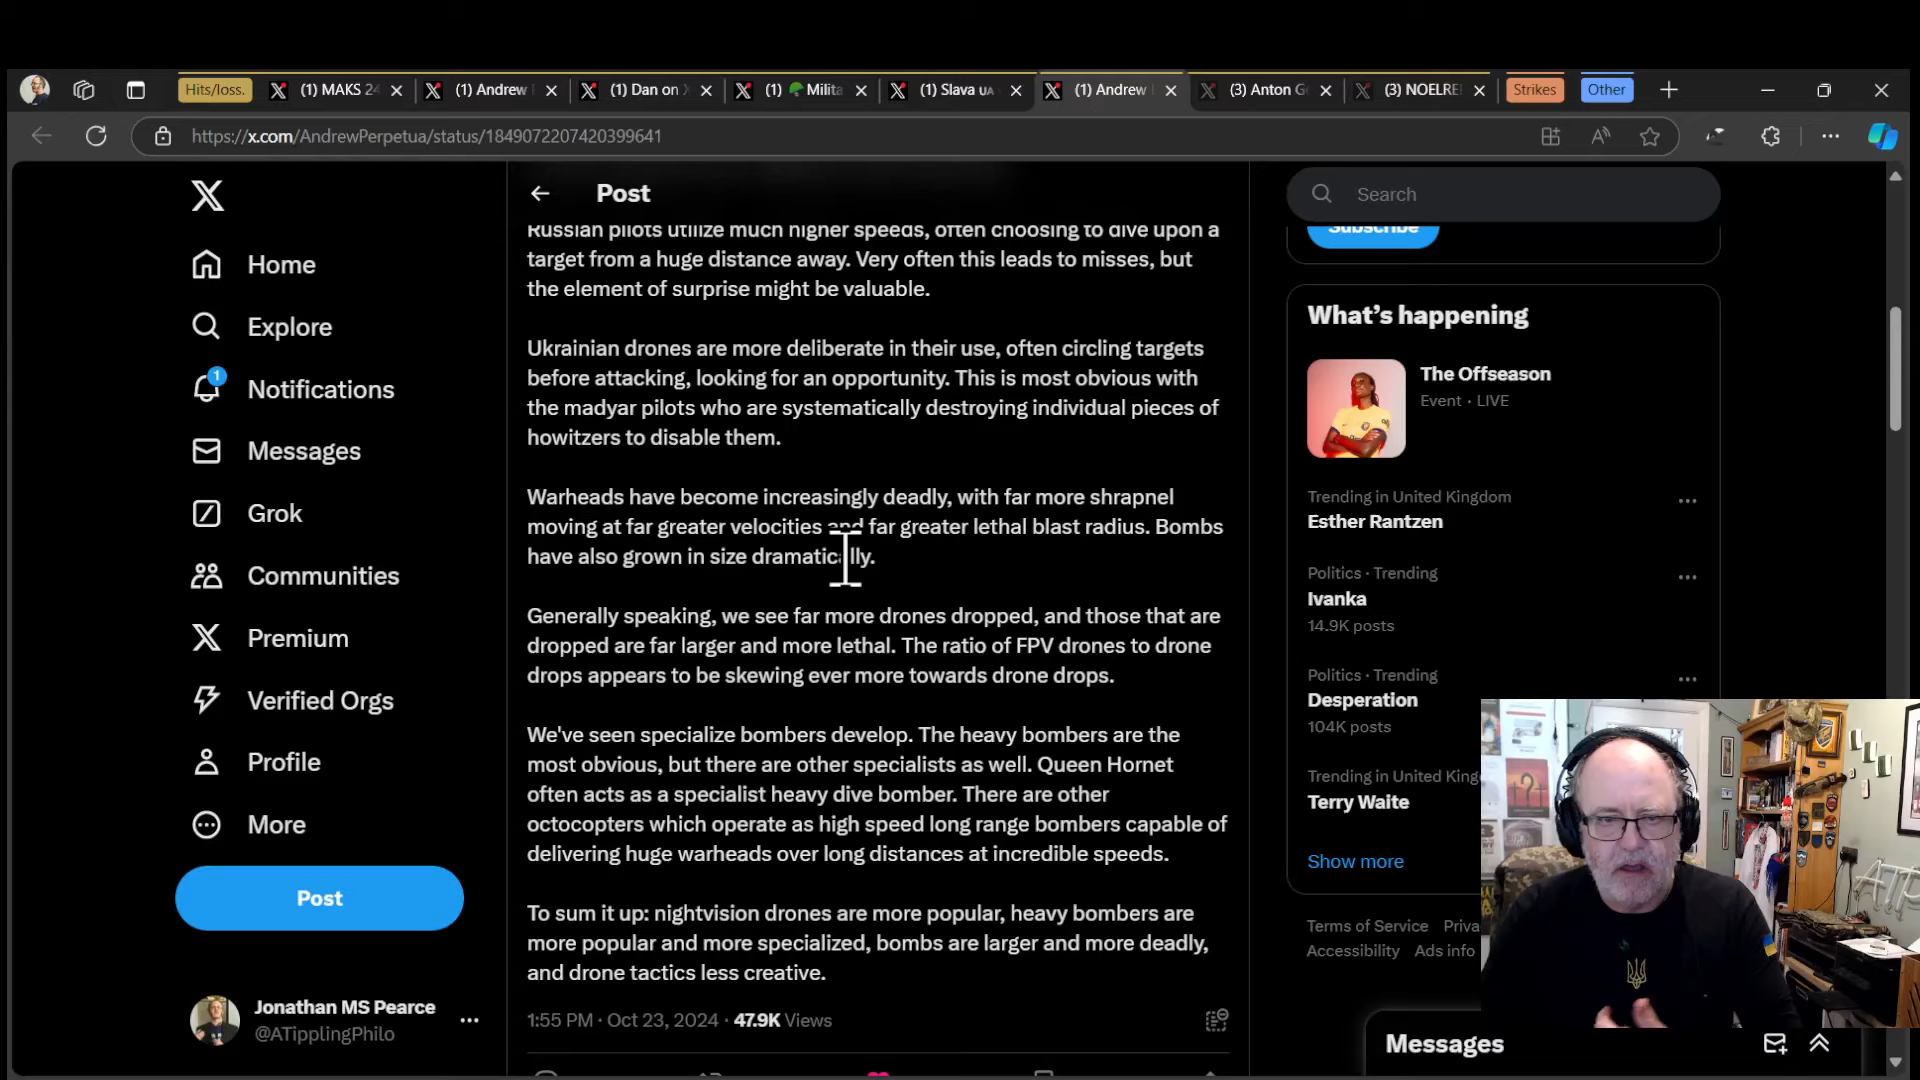 Hits/loss.
(1) MAKS 24
(1) Andrew
(1) Dan on
(1) Milita
(1) Slava UA
(1) Andrew
(3) Anton G
(3) NOELRE
Strikes
Other
https://x.com/AndrewPerpetua/status/1849072207420399641
Post
Search
Home
Explore
1
Notifications
Messages
Grok
Communities
Premium
Verified Orgs
Profile
More
Post
Jonathan MS Pearce
@ATipplingPhilo
Russian pilots utilize much higher speeds, often choosing to dive upon a
target from a huge distance away. Very often this leads to misses, but
the element of surprise might be valuable.
Ukrainian drones are more deliberate in their use, often circling targets
before attacking, looking for an opportunity. This is most obvious with
the madyar pilots who are systematically destroying individual pieces of
howitzers to disable them.
Warheads have become increasingly deadly, with far more shrapnel
moving at far greater velocities and far greater lethal blast radius. Bombs
have also grown in size dramatically.
Generally speaking, we see far more drones dropped, and those that are
dropped are far larger and more lethal. The ratio of FPV drones to drone
drops appears to be skewing ever more towards drone drops.
We've seen specialize bombers develop. The heavy bombers are the
most obvious, but there are other specialists as well. Queen Hornet
often acts as a specialist heavy dive bomber. There are other
octocopters which operate as high speed long range bombers capable of
delivering huge warheads over long distances at incredible speeds.
To sum it up: nightvision drones are more popular, heavy bombers are
more popular and more specialized, bombs are larger and more deadly,
and drone tactics less creative.
1:55 PM · Oct 23, 2024 · 47.9K Views
Subscribe
What's happening
The Offseason
Event · LIVE
Trending in United Kingdom
Esther Rantzen
Politics · Trending
Ivanka
14.9K posts
Politics · Trending
Desperation
104K posts
Trending in United King
Terry Waite
Show more
Terms of Service Priva
Accessibility Ads info
Messages